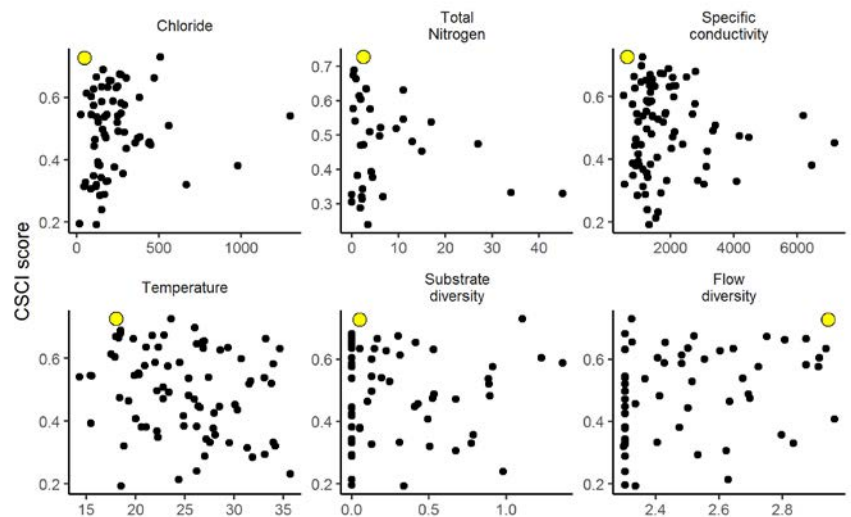 Chloride
Total
Nitrogen
Specific
conductivity
0.6
0.4
0.2
0 500 1000
0.7
0.6
0.5
0.4
0.3
0 10 20 30 40
0.6
0.4
0.2
2000 4000 6000
CSCI score
Temperature
Substrate
diversity
Flow
diversity
0.6
0.4
0.2
15 20 25 30 35
0.6
0.4
0.2
0.0 0.5 1.0
0.6
0.4
0.2
2.4 2.6 2.8